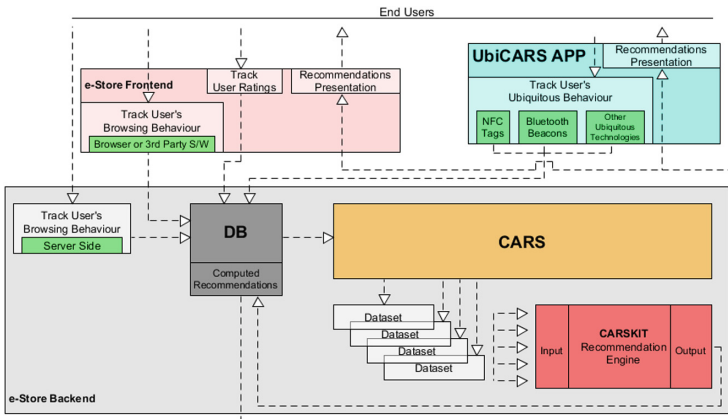 End Users
e-Store Frontend
Track
User Ratings
Recommendations
Presentation
Track User's
Browsing Behaviour
Browser or 3rd Party S/W
UbiCARS APP
Recommendations
Presentation
Track User's
Ubiquitous Behaviour
NFC
Tags
Bluetooth
Beacons
Other
Ubiquitous
Technologies
Track User's
Browsing Behaviour
Server Side
DB
Computed
Recommendations
CARS
Dataset
Dataset
Dataset
Dataset
Input
CARSKIT
Recommendation
Engine
Output
e-Store Backend